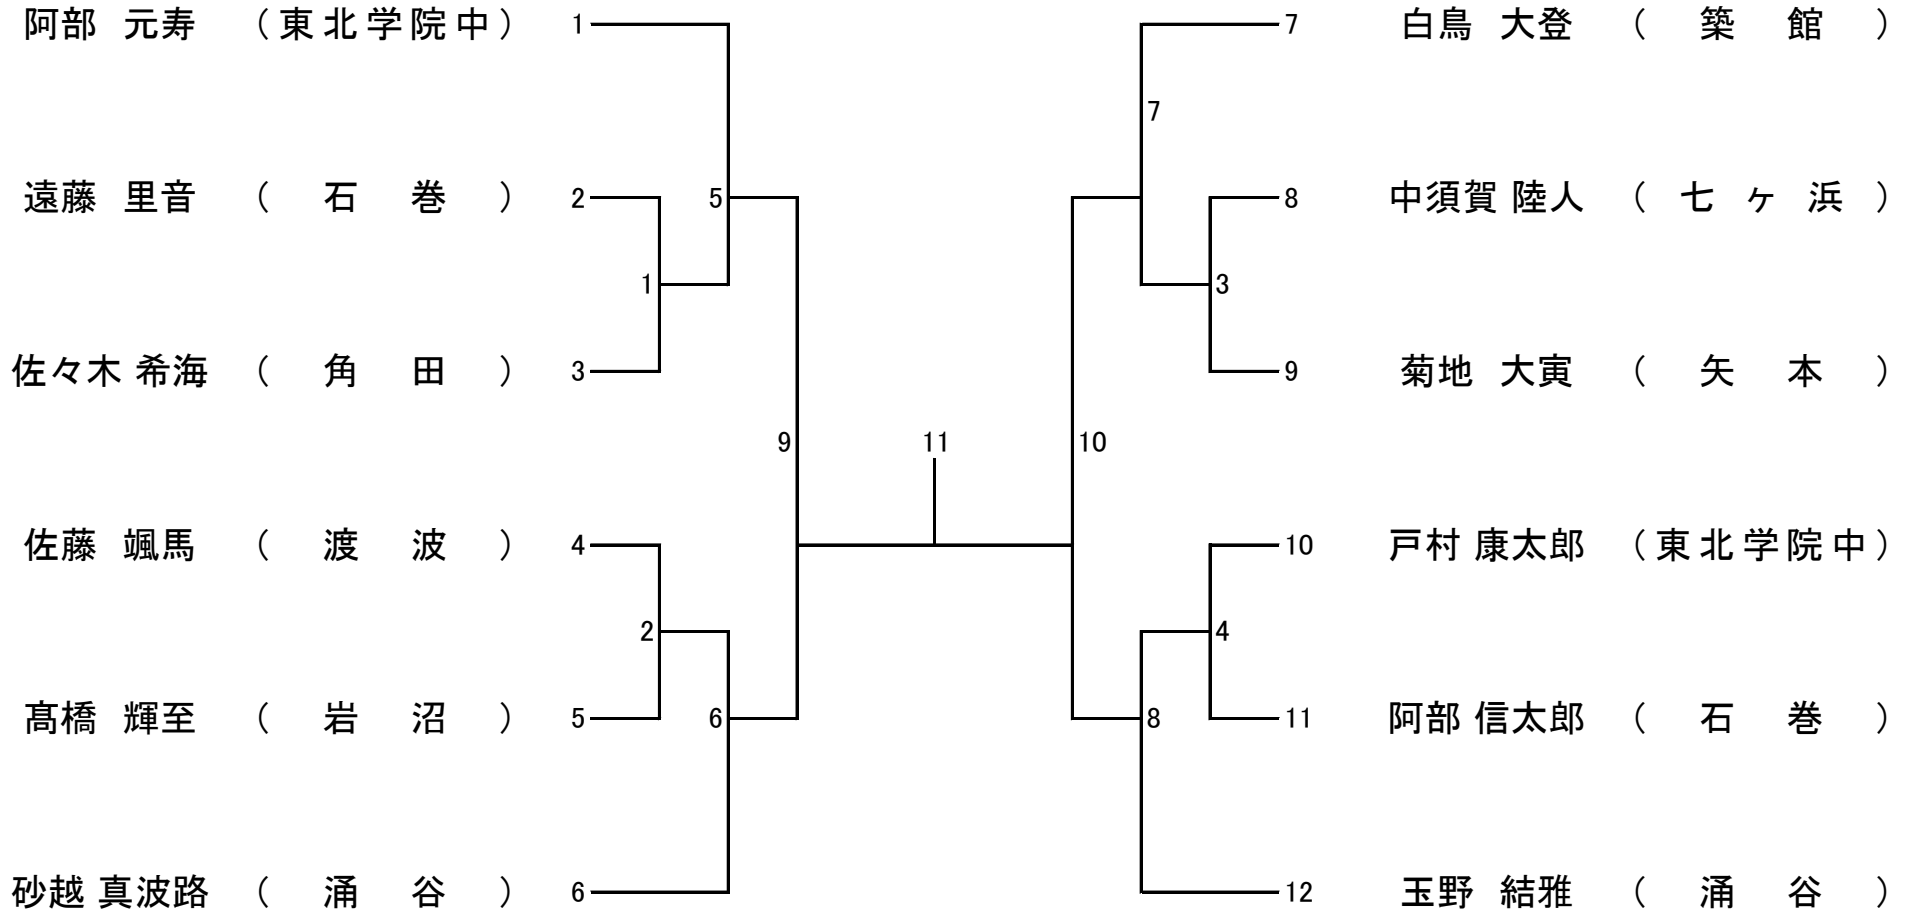 阿部 元寿 （東北学院中） 1
7 白鳥 大登 （ 築 館 ）
7
遠藤 里音 （ 石 巻 ） 2
5
8 中須賀 陸人 （ 七 ヶ 浜 ）
1
3
佐々木 希海 （ 角 田 ） 3
9 菊地 大寅 （ 矢 本 ）
9
11
10
佐藤 颯馬 （ 渡 波 ） 4
10 戸村 康太郎 （東北学院中）
2
4
髙橋 輝至 （ 岩 沼 ） 5
6
8
11 阿部 信太郎 （ 石 巻 ）
砂越 真波路 （ 涌 谷 ） 6
12 玉野 結雅 （ 涌 谷 ）